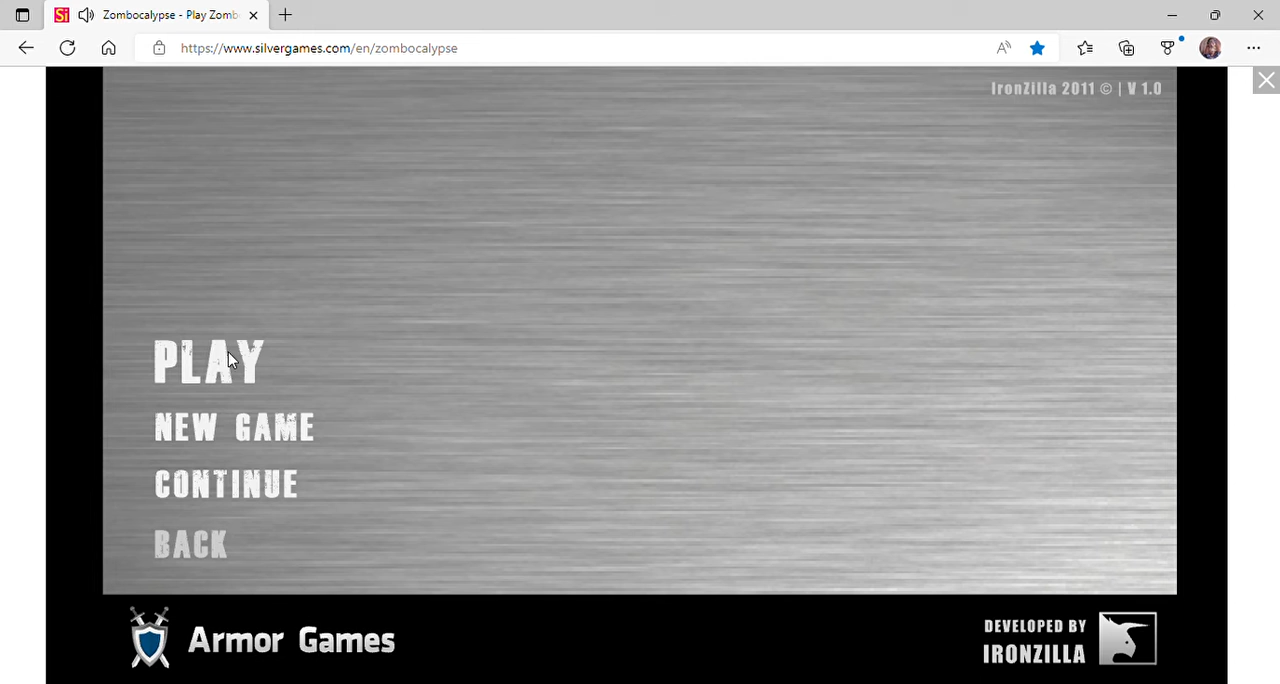 Zombocalypse - Play Zomb
https://www.silvergames.com/en/zombocalypse
IronZilla 2011 © | V 1.0
PLAY
NEW GAME
CONTINUE
BACK
Armor Games
DEVELOPED BY
IRONZILLA